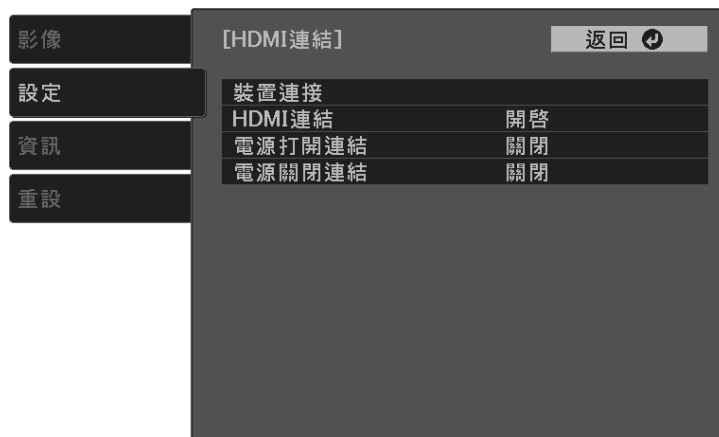 影像
設定
資訊
重設
[HDMI連結]
返回
裝置連接
HDMI連結 開啓
電源打開連結 關閉
電源關閉連結 關閉